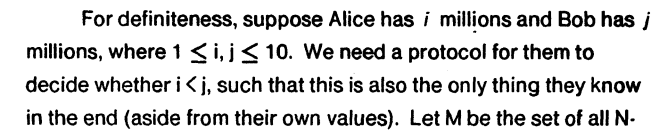 For definiteness, suppose Alice has i millions and Bob has j
millions, where 1 ≤ i, j ≤ 10. We need a protocol for them to
decide whether i < j, such that this is also the only thing they know
in the end (aside from their own values). Let M be the set of all N-